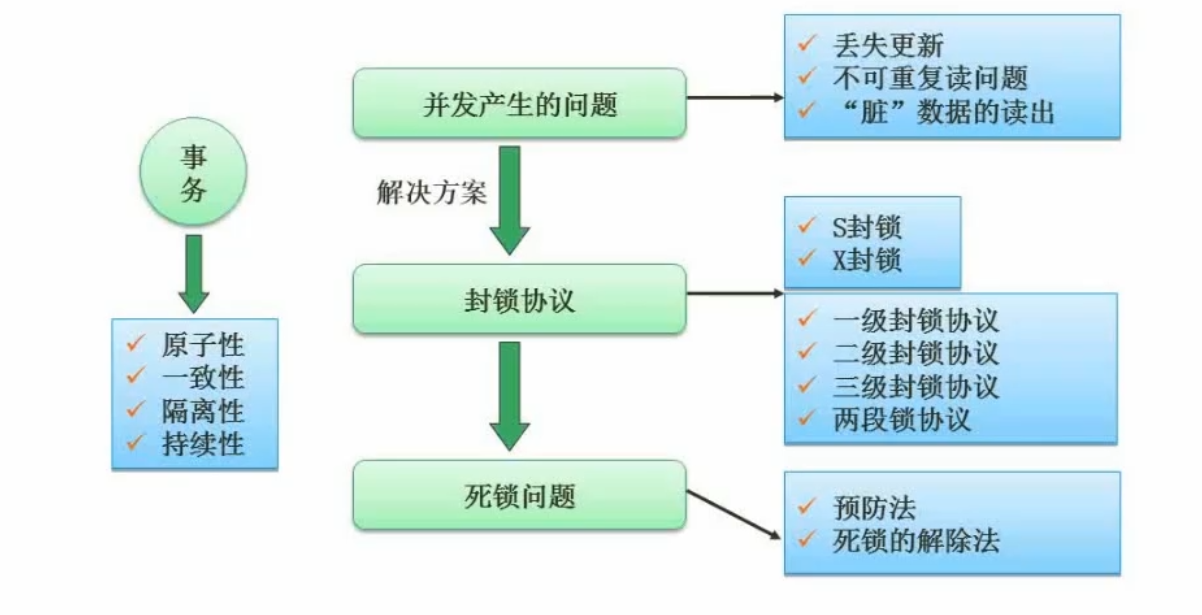 事
务
原子性
一致性
隔离性
持续性
并发产生的问题
丢失更新
不可重复读问题
“脏”数据的读出
解决方案
封锁协议
S封锁
X封锁
一级封锁协议
二级封锁协议
三级封锁协议
两段锁协议
死锁问题
预防法
死锁的解除法